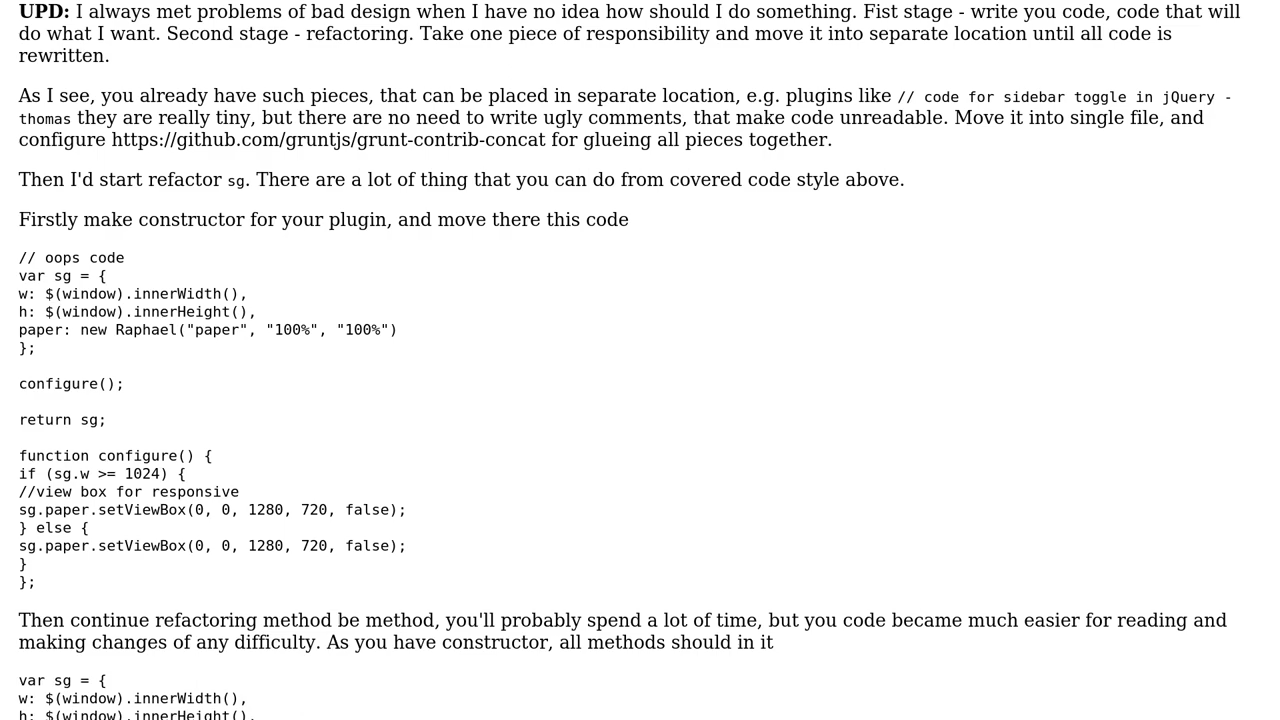 UPD: I always met problems of bad design when I have no idea how should I do something. Fist stage - write you code, code that will
do what I want. Second stage - refactoring. Take one piece of responsibility and move it into separate location until all code is
rewritten.
As I see, you already have such pieces, that can be placed in separate location, e.g. plugins like // code for sidebar toggle in jQuery -
thomas they are really tiny, but there are no need to write ugly comments, that make code unreadable. Move it into single file, and
configure https://github.com/gruntjs/grunt-contrib-concat for glueing all pieces together.
Then I'd start refactor sg. There are a lot of thing that you can do from covered code style above.
Firstly make constructor for your plugin, and move there this code
// oops code
var sg = {
w: $(window).innerWidth(),
h: $(window).innerHeight(),
paper: new Raphael("paper", "100%", "100%")
};
configure();
return sg;
function configure() {
if (sg.w >= 1024) {
//view box for responsive
sg.paper.setViewBox(0, 0, 1280, 720, false);
} else {
sg.paper.setViewBox(0, 0, 1280, 720, false);
}
};
Then continue refactoring method be method, you'll probably spend a lot of time, but you code became much easier for reading and
making changes of any difficulty. As you have constructor, all methods should in it
var sg = {
w: $(window).innerWidth(),
h: $(window).innerHeight(),